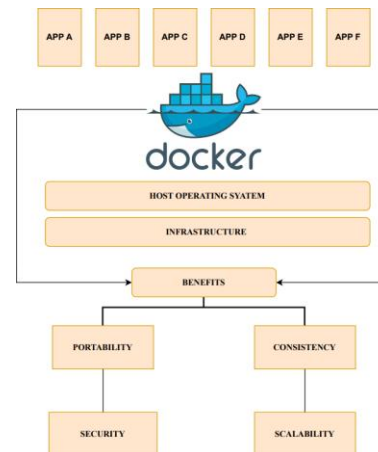 APP A
APP B
APP C
APP D
APP E
APP F
docker
HOST OPERATING SYATEM
INFRASTRUCTURE
BENEFITS
PORTABILITY
CONSISTENCY
SECURITY
SCALABILITY